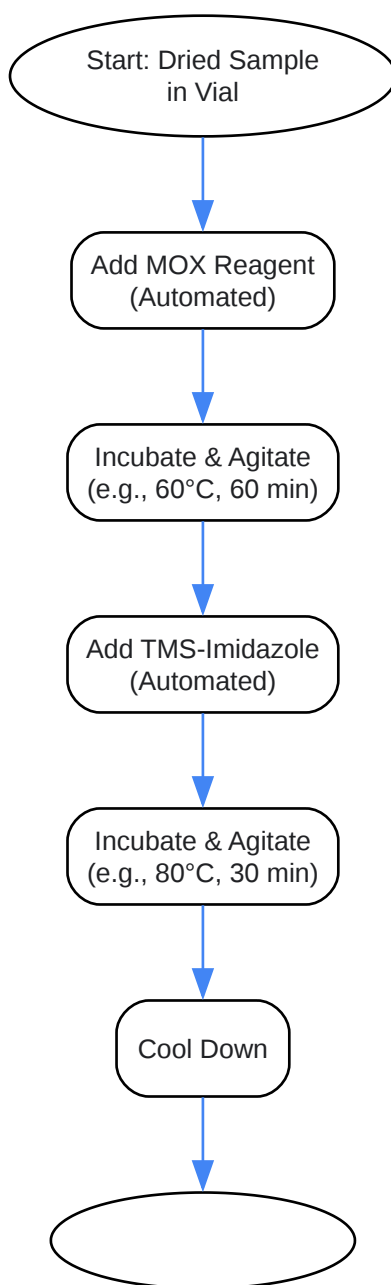 Start: Dried Sample
in Vial
Add MOX Reagent
(Automated)
Incubate & Agitate
(e.g., 60°C, 60 min)
Add TMS-Imidazole
(Automated)
Incubate & Agitate
(e.g., 80°C, 30 min)
Cool Down